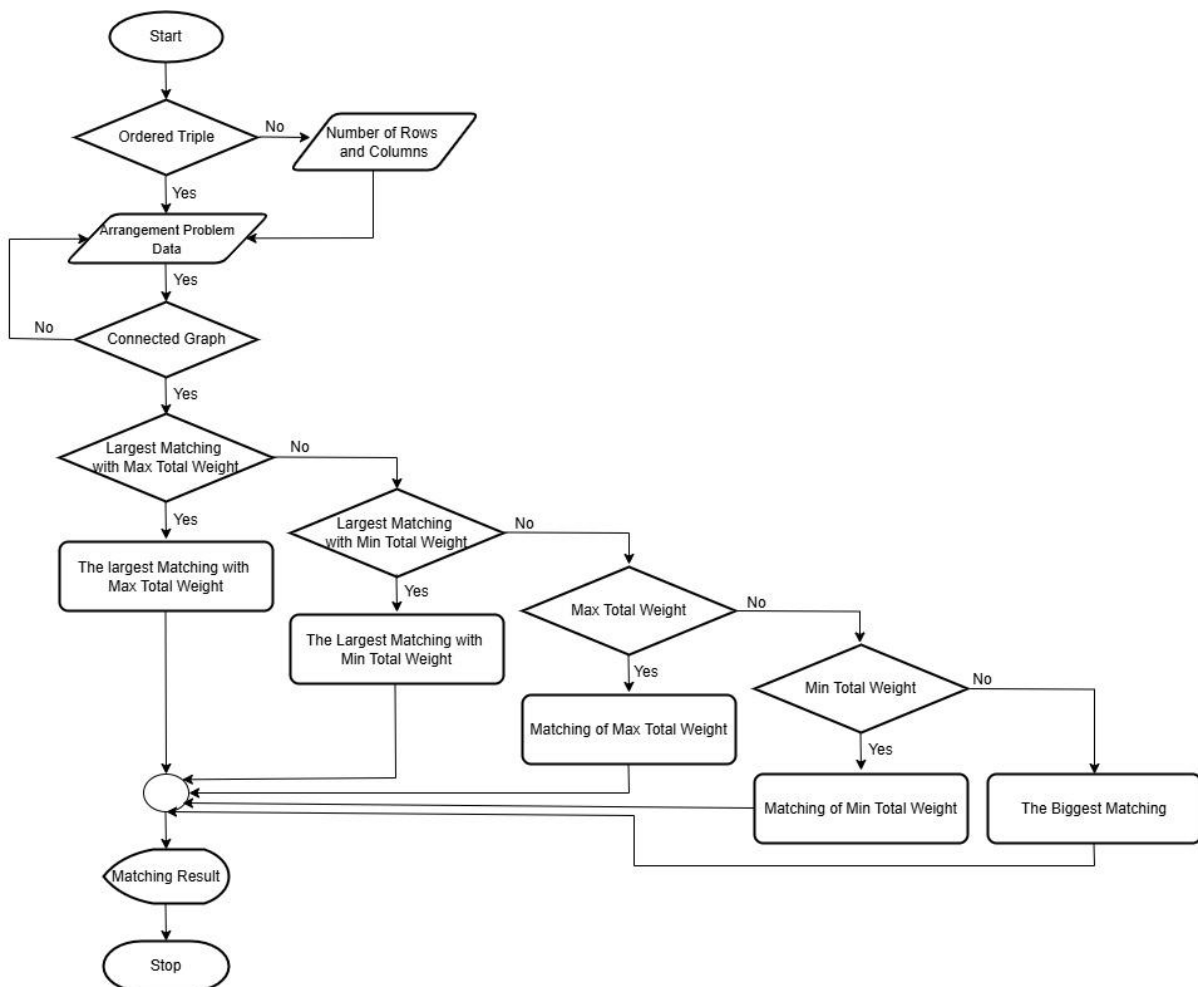 Start
Ordered Triple
No
Number of Rows
and Columns
Yes
Arrangement Problem
Data
Yes
No
Connected Graph
Yes
Largest Matching
with Max Total Weight
No
Yes
Largest Matching
with Min Total Weight
No
The largest Matching with
Max Total Weight
Yes
Max Total Weight
No
The Largest Matching with
Min Total Weight
Yes
Min Total Weight
No
Matching of Max Total Weight
Yes
Matching of Min Total Weight
The Biggest Matching
Matching Result
Stop